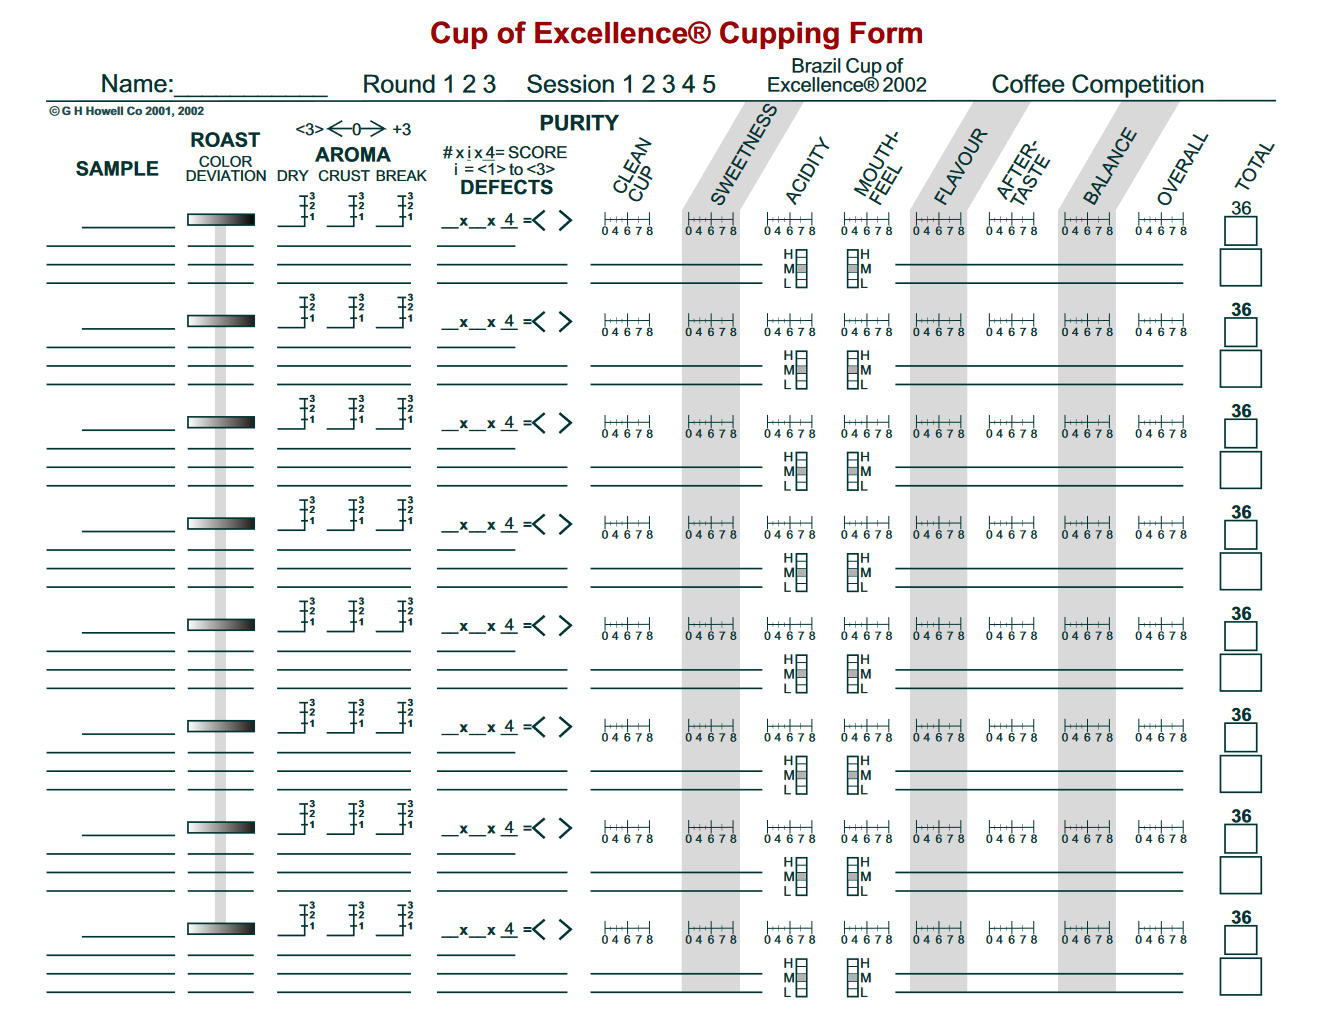 Cup of Excellence® Cupping Form
Name:____________ Round 1 2 3 Session 1 2 3 4 5 Brazil Cup of Excellence® 2002 Coffee Competition
© G H Howell Co 2001, 2002
SAMPLE
ROAST
COLOR
DEVIATION
<3> 0 +3
AROMA
DRY CRUST BREAK
PURITY
# x i x 4 = SCORE
i = <1> to <3>
DEFECTS
CLEAN
CUP
SWEETNESS
ACIDITY
MOUTH-
FEEL
FLAVOUR
AFTER-
TASTE
BALANCE
OVERALL
TOTAL
3 3 3
2 2 2
1 1 1 36
__x__x 4 =< > 0 4 6 7 8 0 4 6 7 8 0 4 6 7 8 0 4 6 7 8 0 4 6 7 8 0 4 6 7 8 0 4 6 7 8 0 4 6 7 8
H H
M M
L L
3 3 3
2 2 2
1 1 1 36
__x__x 4 =< > 0 4 6 7 8 0 4 6 7 8 0 4 6 7 8 0 4 6 7 8 0 4 6 7 8 0 4 6 7 8 0 4 6 7 8 0 4 6 7 8
H H
M M
L L
3 3 3
2 2 2
1 1 1 36
__x__x 4 =< > 0 4 6 7 8 0 4 6 7 8 0 4 6 7 8 0 4 6 7 8 0 4 6 7 8 0 4 6 7 8 0 4 6 7 8 0 4 6 7 8
H H
M M
L L
3 3 3
2 2 2
1 1 1 36
__x__x 4 =< > 0 4 6 7 8 0 4 6 7 8 0 4 6 7 8 0 4 6 7 8 0 4 6 7 8 0 4 6 7 8 0 4 6 7 8 0 4 6 7 8
H H
M M
L L
3 3 3
2 2 2
1 1 1 36
__x__x 4 =< > 0 4 6 7 8 0 4 6 7 8 0 4 6 7 8 0 4 6 7 8 0 4 6 7 8 0 4 6 7 8 0 4 6 7 8 0 4 6 7 8
H H
M M
L L
3 3 3
2 2 2
1 1 1 36
__x__x 4 =< > 0 4 6 7 8 0 4 6 7 8 0 4 6 7 8 0 4 6 7 8 0 4 6 7 8 0 4 6 7 8 0 4 6 7 8 0 4 6 7 8
H H
M M
L L
3 3 3
2 2 2
1 1 1 36
__x__x 4 =< > 0 4 6 7 8 0 4 6 7 8 0 4 6 7 8 0 4 6 7 8 0 4 6 7 8 0 4 6 7 8 0 4 6 7 8 0 4 6 7 8
H H
M M
L L
3 3 3
2 2 2
1 1 1 36
__x__x 4 =< > 0 4 6 7 8 0 4 6 7 8 0 4 6 7 8 0 4 6 7 8 0 4 6 7 8 0 4 6 7 8 0 4 6 7 8 0 4 6 7 8
H H
M M
L L